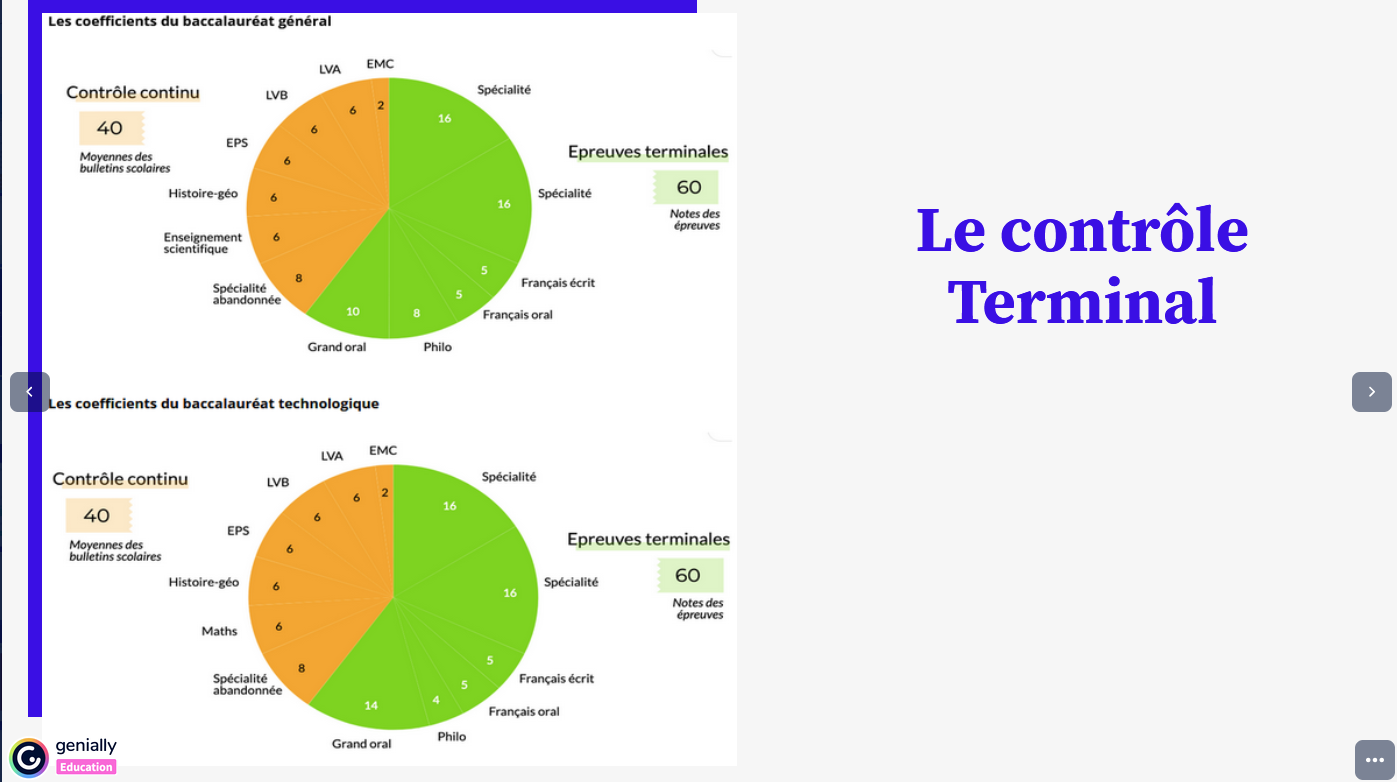 Les coefficients du baccalauréat général
EMC
LVA
Spécialité
Contrôle continu
LVB
2
6
16
40
6
EPS
Epreuves terminales
Moyennes des
bulletins scolaires
6
60
Histoire-géo
6
Spécialité
16
Notes des
épreuves
Enseignement
scientifique
6
5
Français écrit
8
Spécialité
abandonnée
5
10
8
Français oral
Grand oral
Philo
Le contrôle
Terminal
Les coefficients du baccalauréat technologique
EMC
LVA
Spécialité
Contrôle continu
LVB
2
6
16
40
6
EPS
Epreuves terminales
Moyennes des
bulletins scolaires
6
60
Histoire-géo
6
Spécialité
16
Notes des
épreuves
Maths
6
5
8
Français écrit
Spécialité
abandonnée
5
4
14
Français oral
Philo
Grand oral
genially
Education